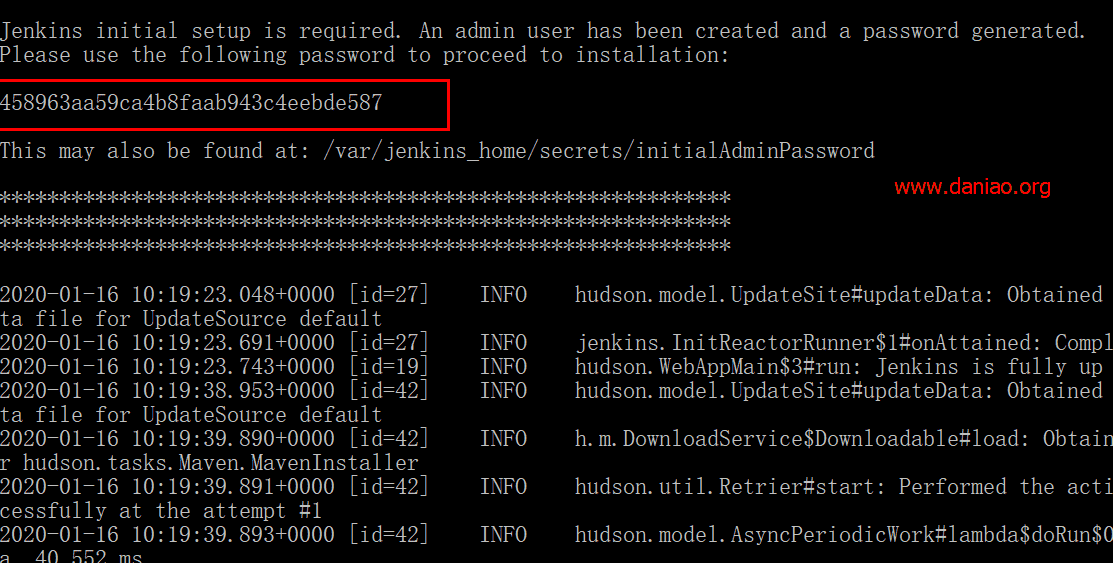 Jenkins initial setup is required. An admin user has been created and a password generated.
Please use the following password to proceed to installation:
458963aa59ca4b8faab943c4eebde587
This may also be found at: /var/jenkins_home/secrets/initialAdminPassword
www.daniao.org
*************************************************************
*************************************************************
*************************************************************
2020-01-16 10:19:23.048+0000 [id=27] INFO hudson.model.UpdateSite#updateData: Obtained
ta file for UpdateSource default
2020-01-16 10:19:23.691+0000 [id=27] INFO jenkins.InitReactorRunner$1#onAttained: Compl
2020-01-16 10:19:23.743+0000 [id=19] INFO hudson.WebAppMain$3#run: Jenkins is fully up
2020-01-16 10:19:38.953+0000 [id=42] INFO hudson.model.UpdateSite#updateData: Obtained
ta file for UpdateSource default
2020-01-16 10:19:39.890+0000 [id=42] INFO h.m.DownloadService$Downloadable#load: Obtain
r hudson.tasks.Maven.MavenInstaller
2020-01-16 10:19:39.891+0000 [id=42] INFO hudson.util.Retrier#start: Performed the acti
cessfully at the attempt #1
2020-01-16 10:19:39.893+0000 [id=42] INFO hudson.model.AsyncPeriodicWork#lambda$doRun$0
a. 40,552 ms